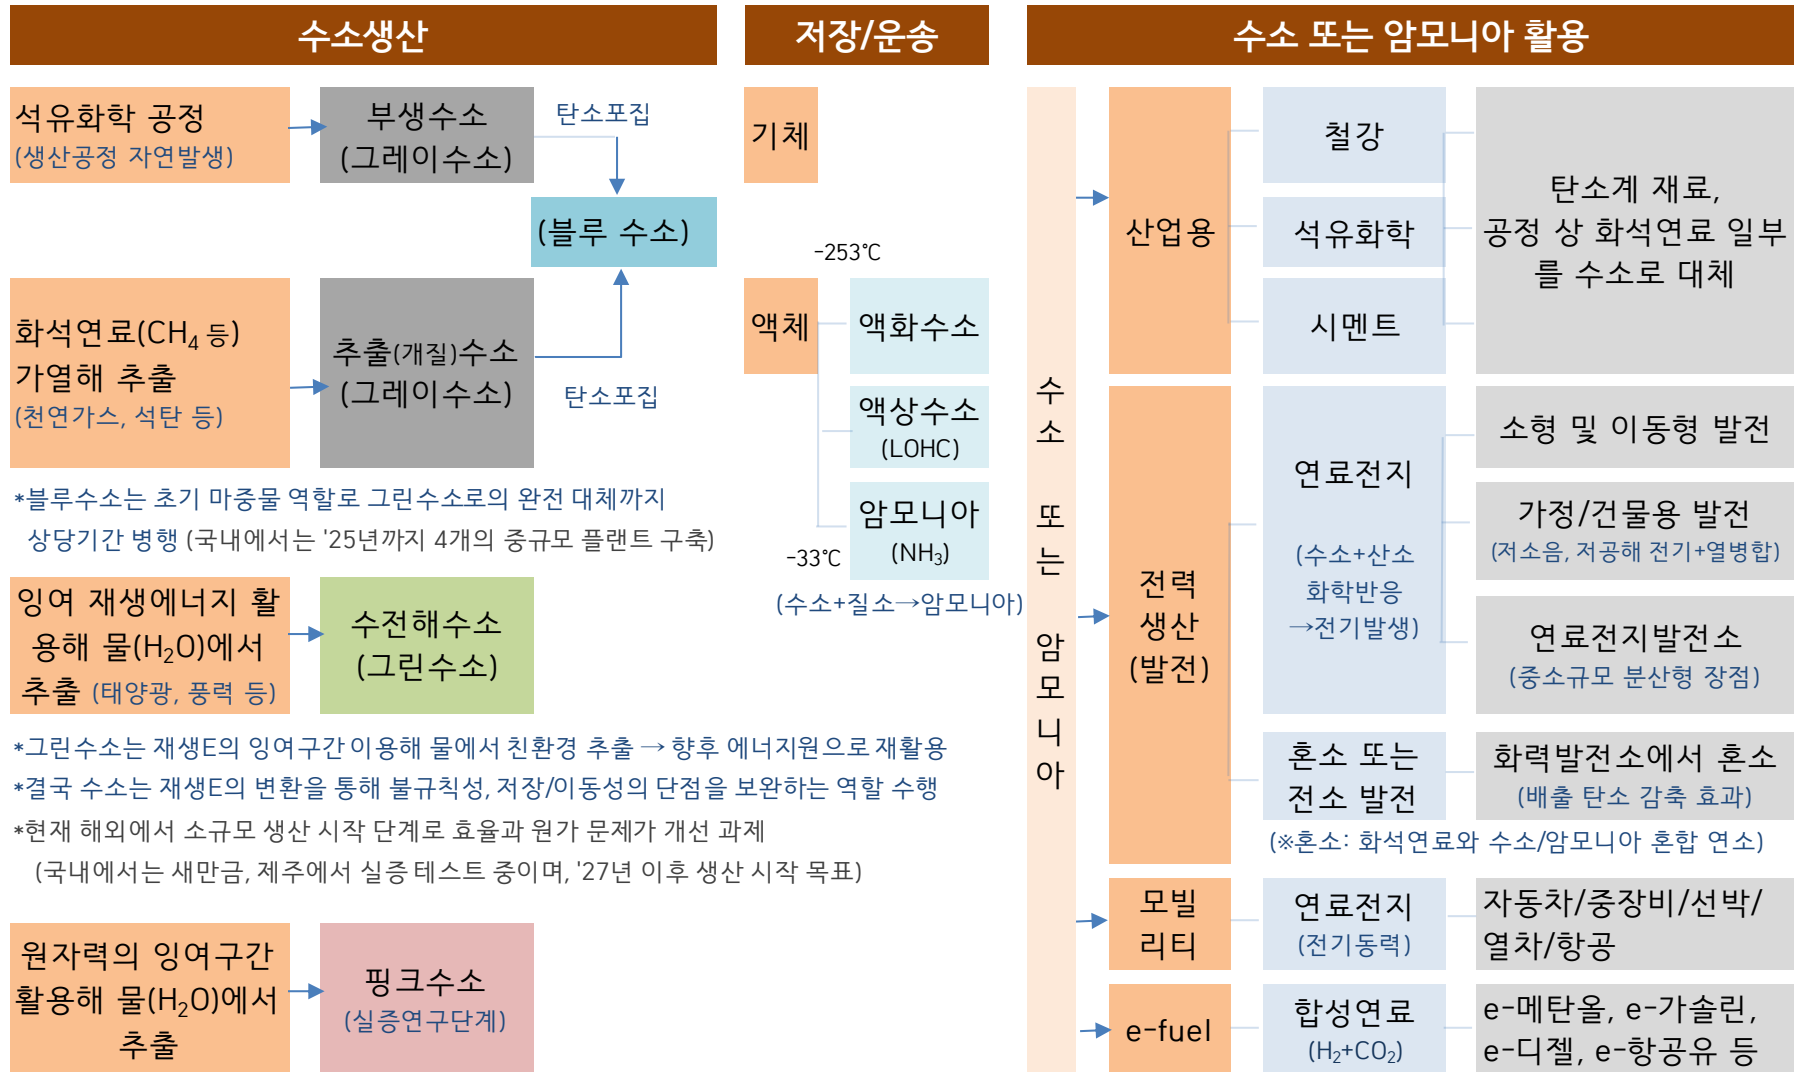 수소생산
저장/운송
수소 또는 암모니아 활용
석유화학 공정
(생산공정 자연발생)
부생수소
(그레이수소)
탄소포집
(블루 수소)
화석연료(CH₄ 등)
가열해 추출
(천연가스, 석탄 등)
추출(개질)수소
(그레이수소)
탄소포집
*블루수소는 초기 마중물 역할로 그린수소로의 완전 대체까지
상당기간 병행 (국내에서는 '25년까지 4개의 중규모 플랜트 구축)
잉여 재생에너지 활
용해 물(H₂O)에서
추출 (태양광, 풍력 등)
수전해수소
(그린수소)
*그린수소는 재생E의 잉여구간 이용해 물에서 친환경 추출 → 향후 에너지원으로 재활용
*결국 수소는 재생E의 변환을 통해 불규칙성, 저장/이동성의 단점을 보완하는 역할 수행
*현재 해외에서 소규모 생산 시작 단계로 효율과 원가 문제가 개선 과제
(국내에서는 새만금, 제주에서 실증 테스트 중이며, '27년 이후 생산 시작 목표)
원자력의 잉여구간
활용해 물(H₂O)에서
추출
핑크수소
(실증연구단계)
기체
-253℃
액체
액화수소
액상수소
(LOHC)
암모니아
(NH₃)
-33℃
(수소+질소→암모니아)
수소 또는 암모니아
산업용
철강
석유화학
시멘트
탄소계 재료,
공정 상 화석연료 일부
를 수소로 대체
전력
생산
(발전)
연료전지
(수소+산소
화학반응
→전기발생)
소형 및 이동형 발전
가정/건물용 발전
(저소음, 저공해 전기+열병합)
연료전지발전소
(중소규모 분산형 장점)
혼소 또는
전소 발전
화력발전소에서 혼소
(배출 탄소 감축 효과)
(※혼소: 화석연료와 수소/암모니아 혼합 연소)
모빌
리티
연료전지
(전기동력)
자동차/중장비/선박/
열차/항공
e-fuel
합성연료
(H₂+CO₂)
e-메탄올, e-가솔린,
e-디젤, e-항공유 등